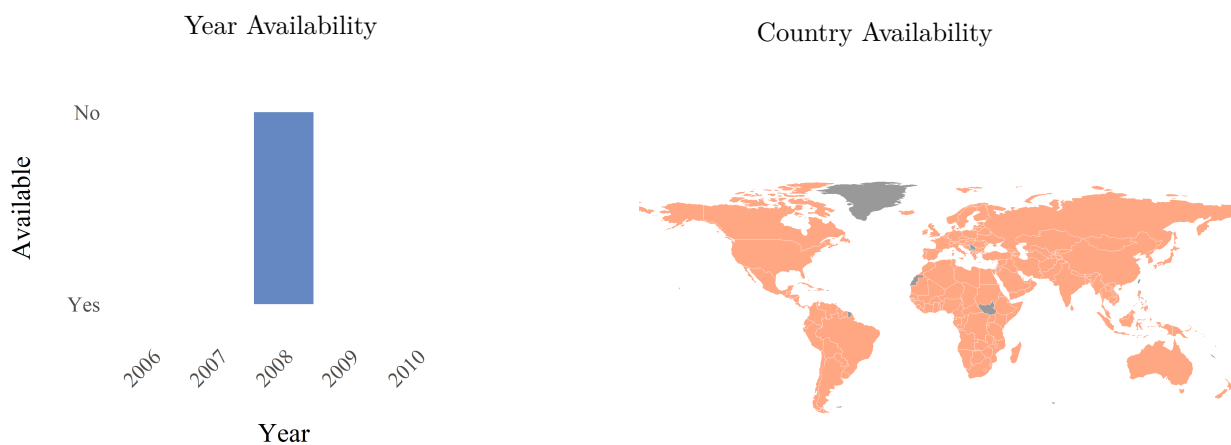 Year Availability
No
Available
Yes
2006
2007
2008
2009
2010
Year
Country Availability